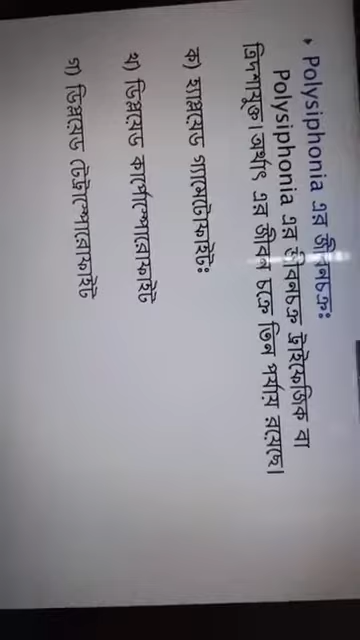 Polysiphonia এর জীবনচক্রঃ
Polysiphonia এর জীবনচক্র ট্রাইফেজিক বা
ত্রিদশাযুক্ত। অর্থাৎ এর জীবন চক্রে তিন পর্যায় রয়েছে।
ক) হ্যাপ্লয়েড গ্যামেটোফাইটঃ
খ) ডিপ্লয়েড কার্পোস্পোরোফাইট
গ) ডিপ্লয়েড টেট্রাস্পোরোফাইট